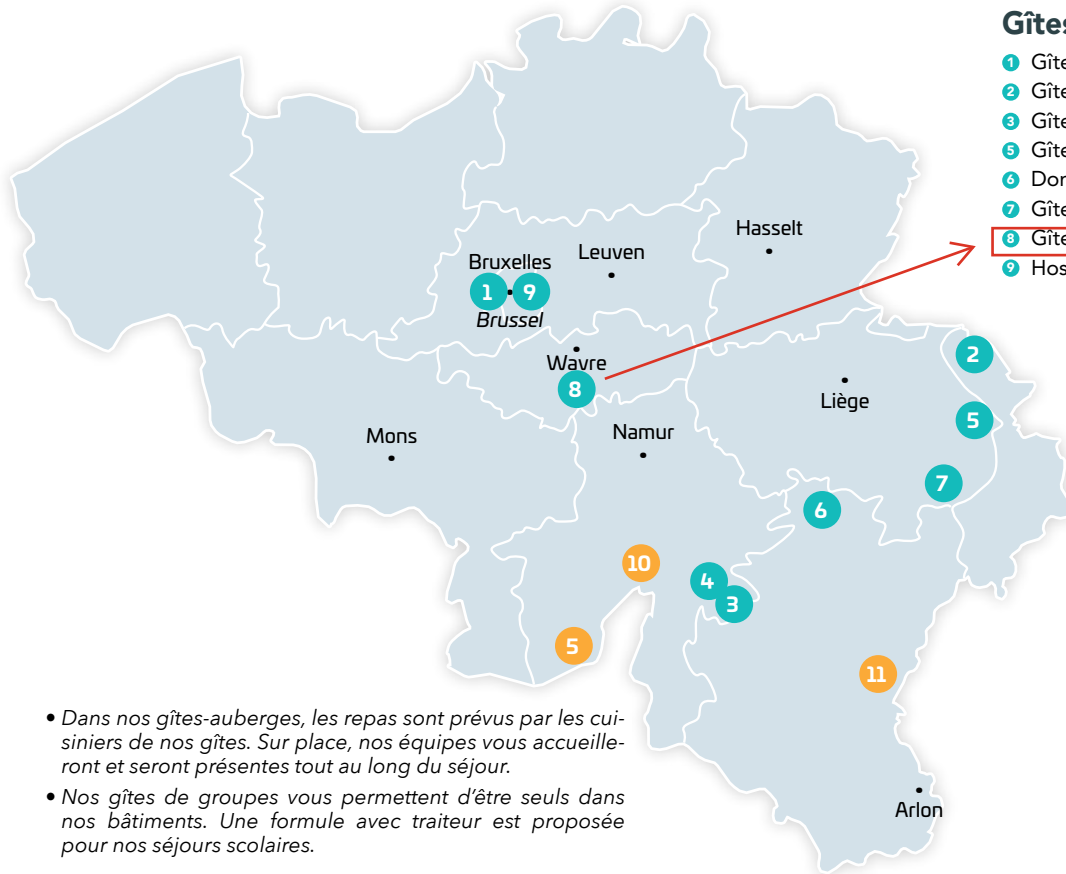 Gîtes
1 Gîte
2 Gîte
3 Gîte
5 Gîte
6
7 Gîte
8 Gîte
9
Hasselt
Leuven
Bruxelles
1 9
Brussel
Wavre
8
2
Liège
5
Mons
Namur
7
6
10
4
3
5
11
Arlon
• Dans nos gîtes-auberges, les repas sont prévus par les cui-
siniers de nos gîtes. Sur place, nos équipes vous accueille-
ront et seront présentes tout au long du séjour.
• Nos gîtes de groupes vous permettent d'être seuls dans
nos bâtiments. Une formule avec traiteur est proposée
pour nos séjours scolaires.